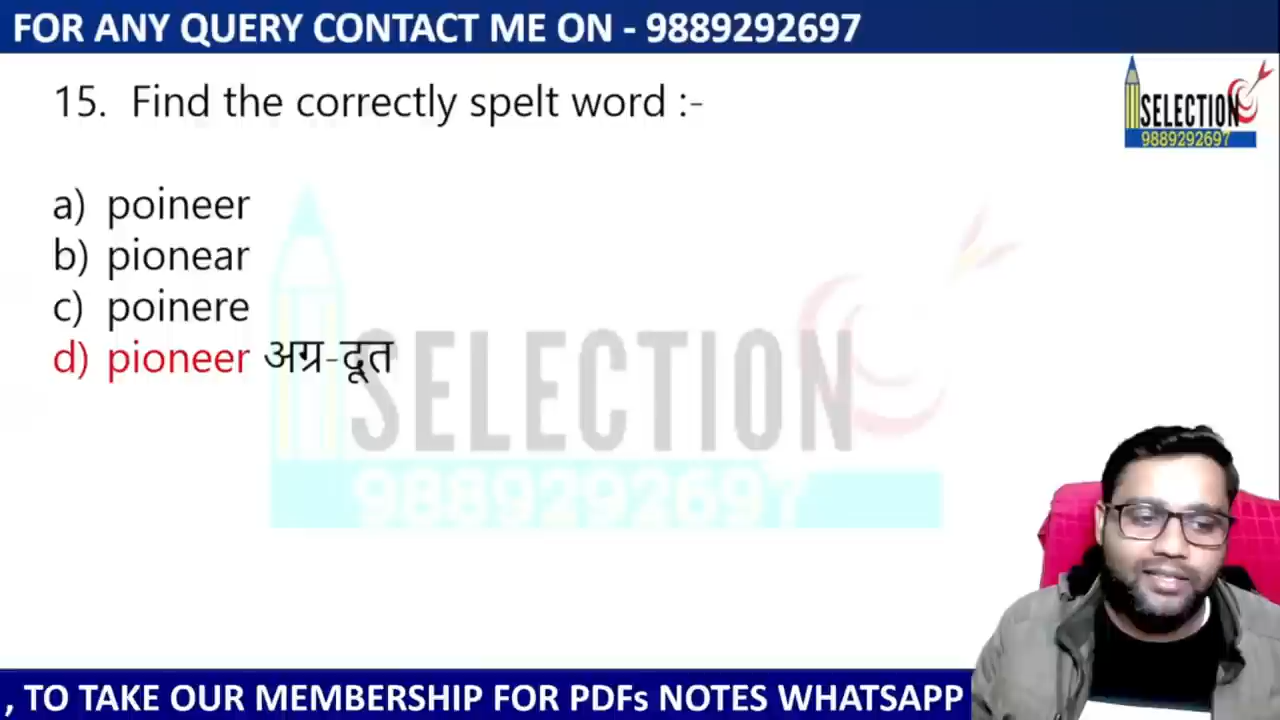 FOR ANY QUERY CONTACT ME ON - 9889292697
SELECTION
9889292697
15. Find the correctly spelt word :-
a) poineer
b) pionear
c) poinere
d) pioneer अग्र-दूत
SELECTION
9889292697
, TO TAKE OUR MEMBERSHIP FOR PDFs NOTES WHATSAPP